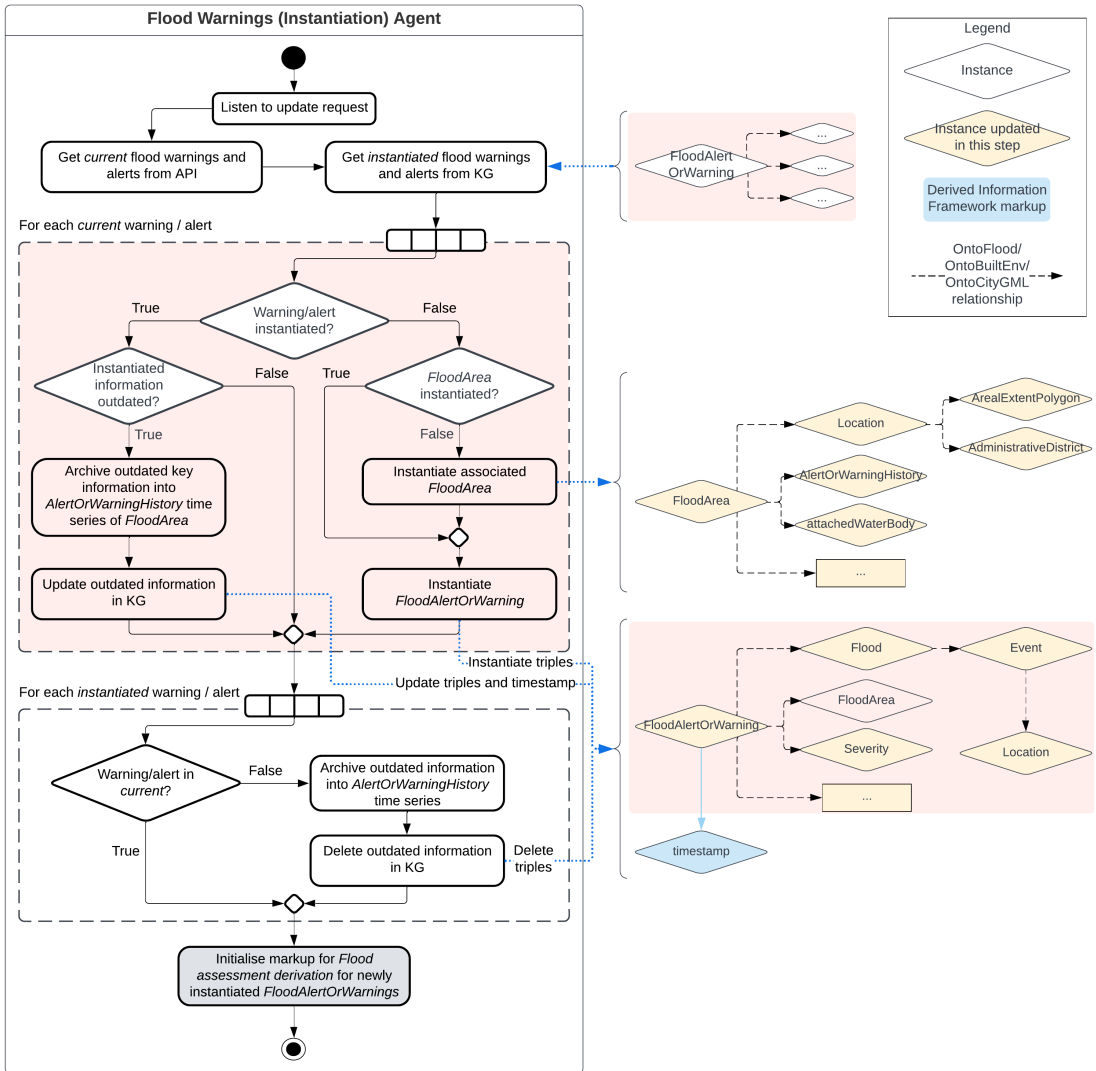 Flood Warnings (Instantiation) Agent
Listen to update request
Get current flood warnings and
alerts from API
Get instantiated flood warnings
and alerts from KG
For each current warning / alert
Warning/alert
instantiated?
True
False
Instantiated
information
outdated?
False
True
FloodArea
instantiated?
True
False
Archive outdated key
information into
AlertOrWarningHistory time
series of FloodArea
Instantiate associated
FloodArea
Update outdated information
in KG
Instantiate
FloodAlertOrWarning
Instantiate triples
Update triples and timestamp
For each instantiated warning / alert
Warning/alert in
current?
False
True
Archive outdated information
into AlertOrWarningHistory
time series
Delete outdated information
in KG
Delete
triples
Initialise markup for Flood
assessment derivation for newly
instantiated FloodAlertOrWarnings
FloodAlert
OrWarning
...
...
...
Legend
Instance
Instance updated
in this step
Derived Information
Framework markup
OntoFlood/
OntoBuiltEnv/
OntoCityGML
relationship
FloodArea
Location
ArealExtentPolygon
AdministrativeDistrict
AlertOrWarningHistory
attachedWaterBody
...
FloodAlertOrWarning
Flood
Event
FloodArea
Severity
Location
...
timestamp